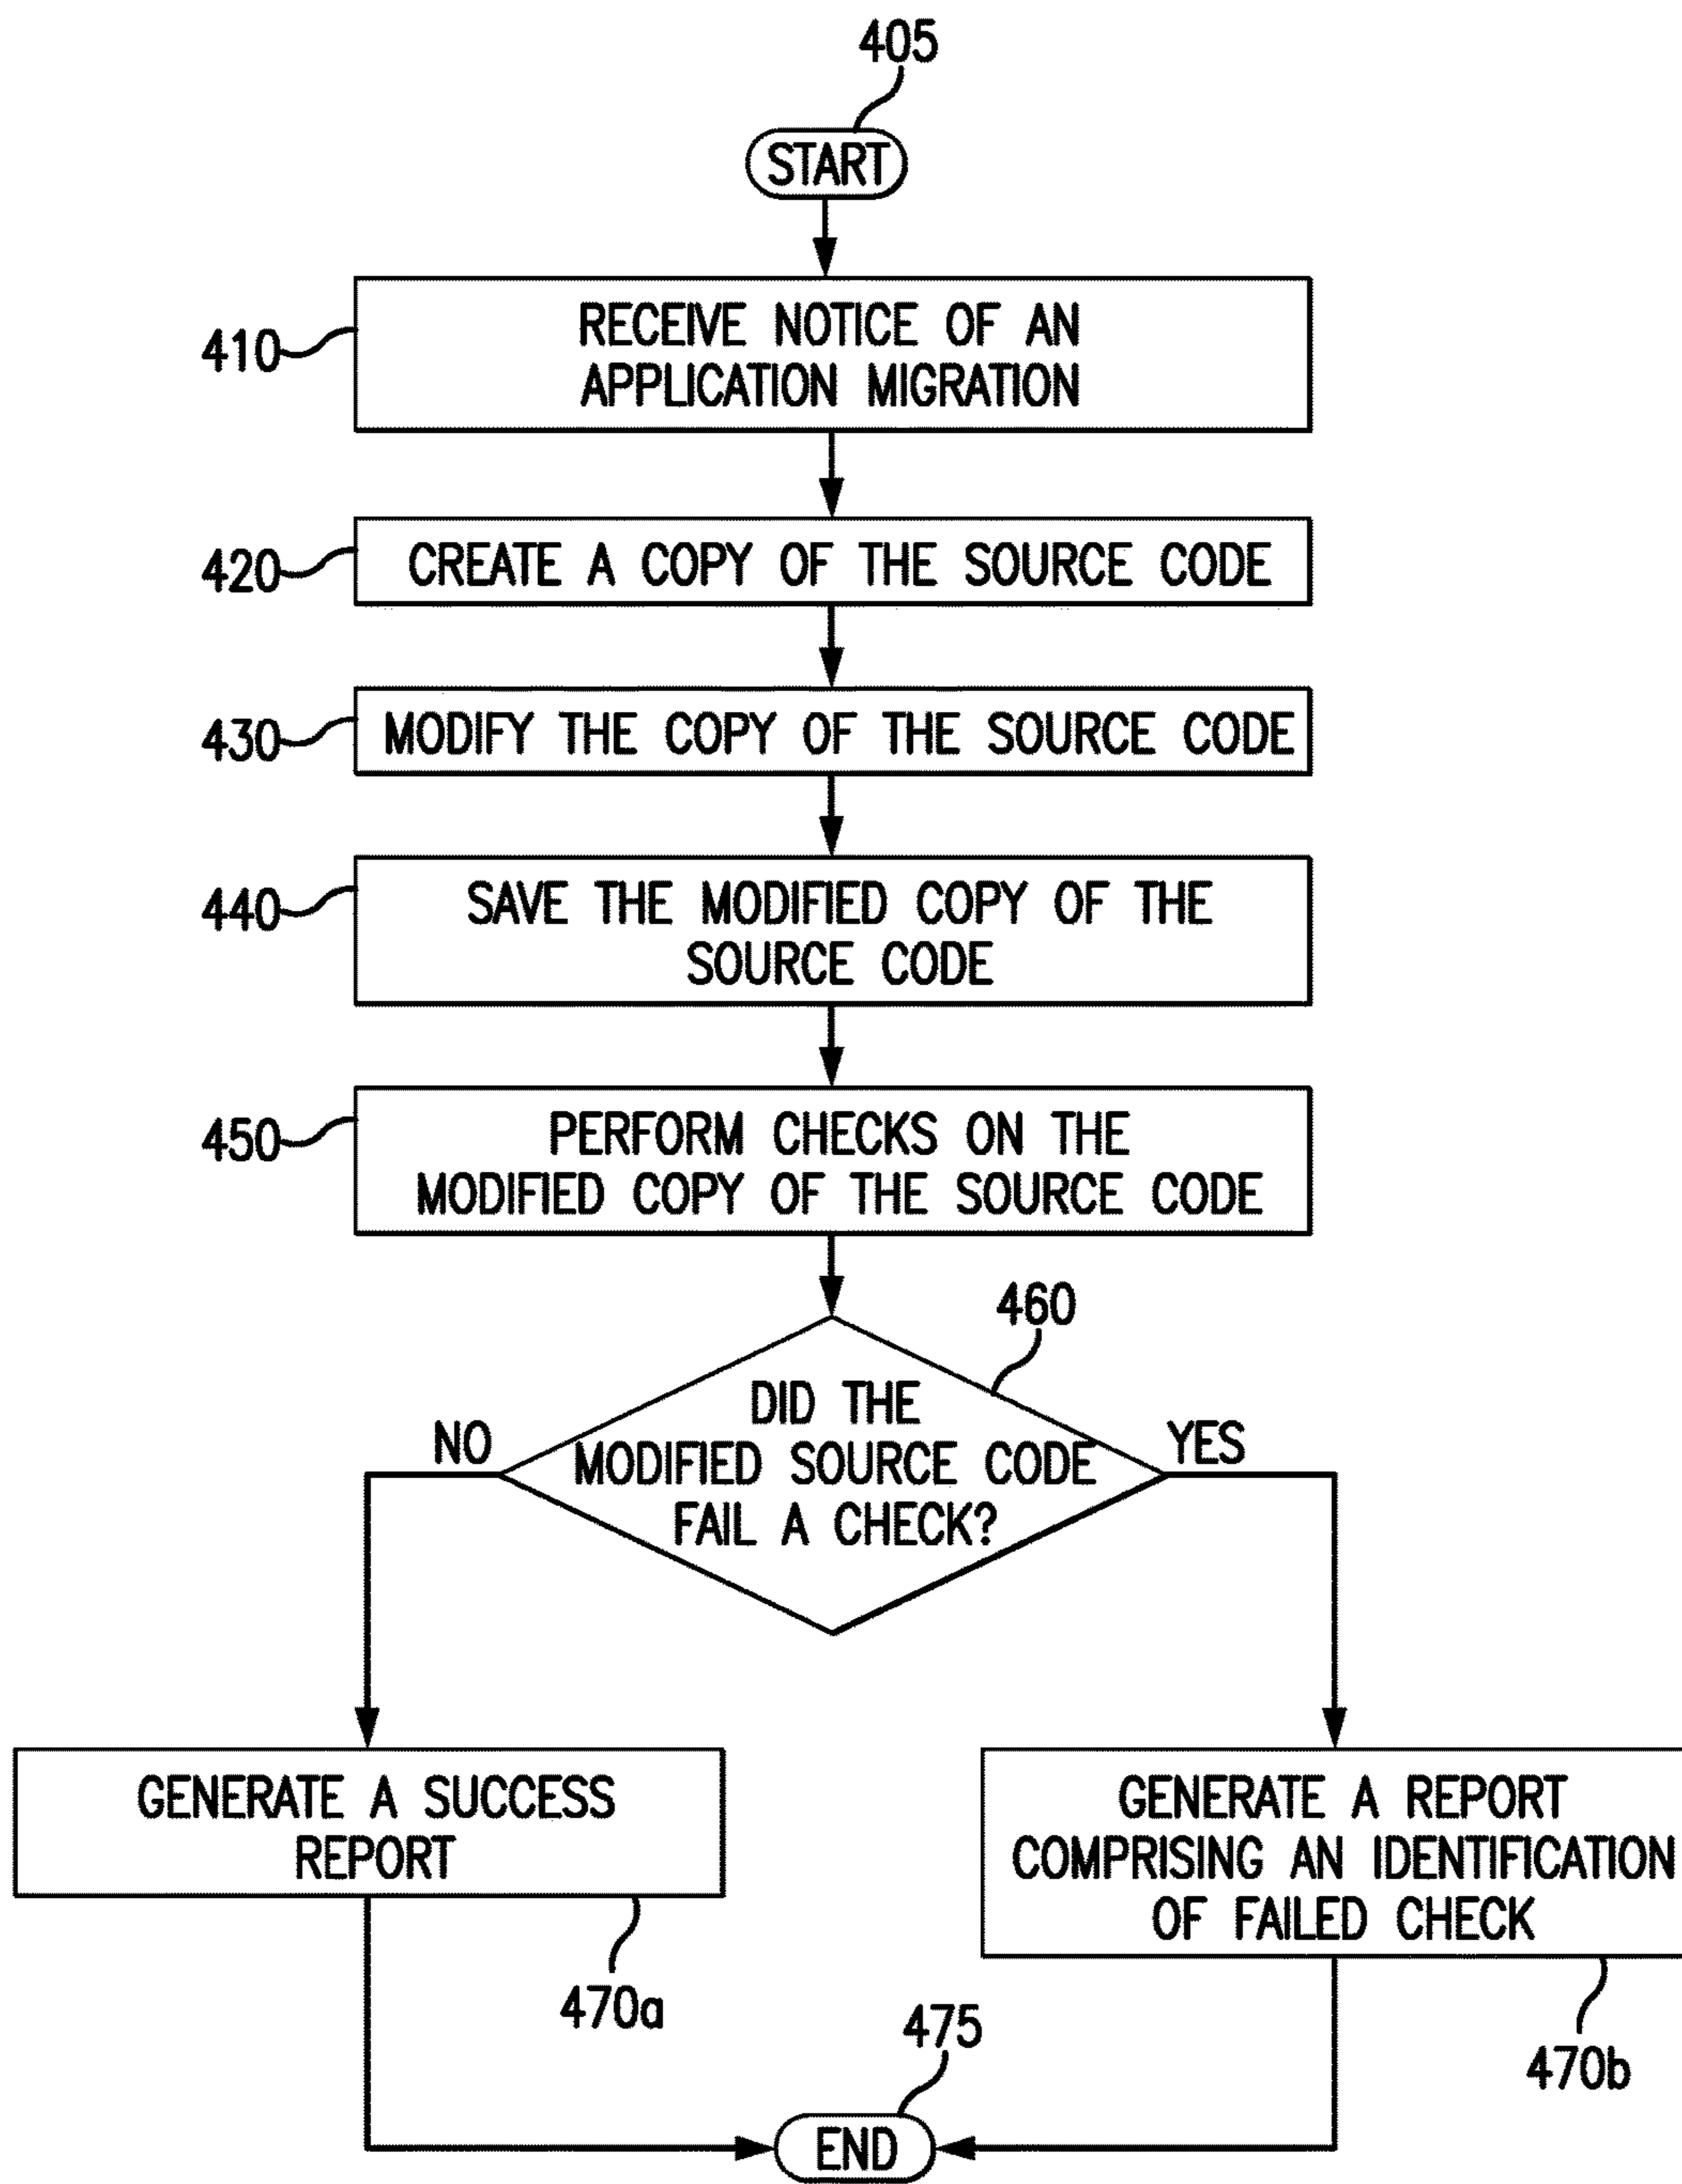 405
START
410
RECEIVE NOTICE OF AN
APPLICATION MIGRATION
420
CREATE A COPY OF THE SOURCE CODE
430
MODIFY THE COPY OF THE SOURCE CODE
440
SAVE THE MODIFIED COPY OF THE
SOURCE CODE
450
PERFORM CHECKS ON THE
MODIFIED COPY OF THE SOURCE CODE
460
DID THE
MODIFIED SOURCE CODE
FAIL A CHECK?
NO
YES
GENERATE A SUCCESS
REPORT
470a
GENERATE A REPORT
COMPRISING AN IDENTIFICATION
OF FAILED CHECK
470b
475
END